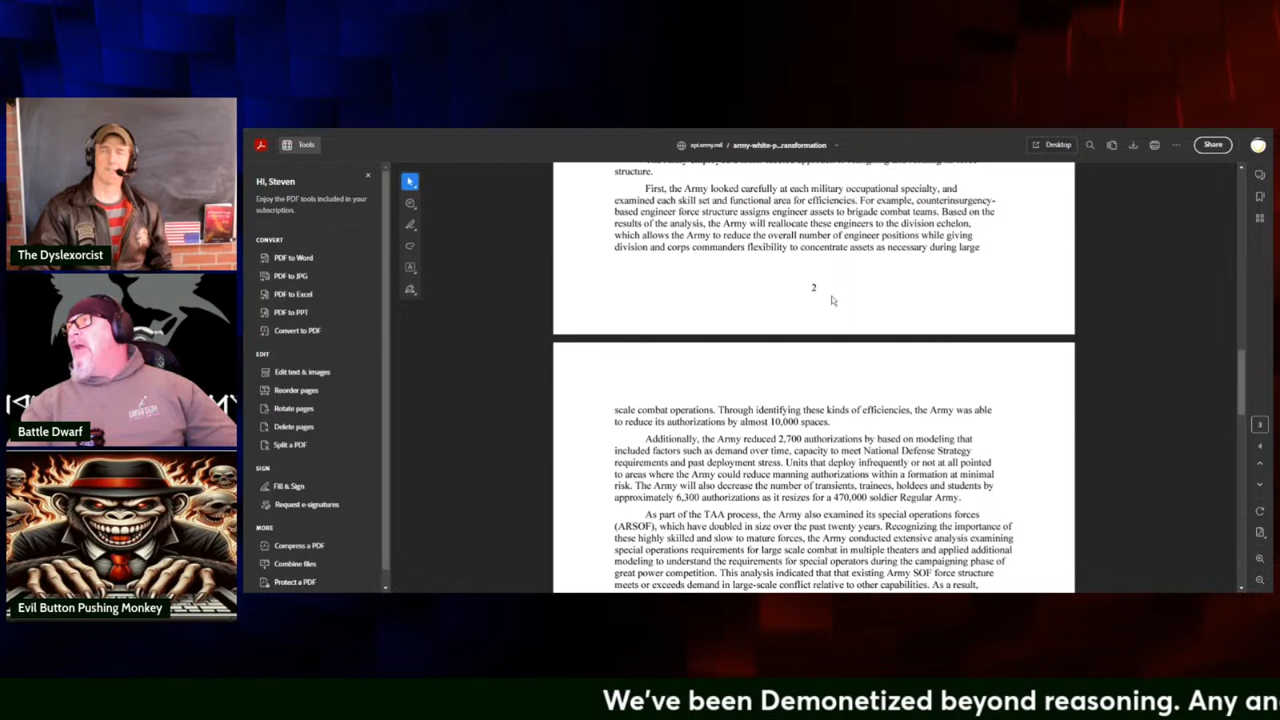 The Dyslexorcist
Battle Dwarf
Evil Button Pushing Monkey
Tools
api.army.mil / army-white-p...ransformation
Desktop
Share
Hi, Steven
Enjoy the PDF tools included in your
subscription.
CONVERT
PDF to Word
PDF to JPG
PDF to Excel
PDF to PPT
Convert to PDF
EDIT
Edit text & images
Reorder pages
Rotate pages
Delete pages
Split a PDF
SIGN
Fill & Sign
Request e-signatures
MORE
Compress a PDF
Combine files
Protect a PDF
structure.
First, the Army looked carefully at each military occupational specialty, and
examined each skill set and functional area for efficiencies. For example, counterinsurgency-
based engineer force structure assigns engineer assets to brigade combat teams. Based on the
results of the analysis, the Army will reallocate these engineers to the division echelon,
which allows the Army to reduce the overall number of engineer positions while giving
division and corps commanders flexibility to concentrate assets as necessary during large
2
scale combat operations. Through identifying these kinds of efficiencies, the Army was able
to reduce its authorizations by almost 10,000 spaces.
Additionally, the Army reduced 2,700 authorizations by based on modeling that
included factors such as demand over time, capacity to meet National Defense Strategy
requirements and past deployment stress. Units that deploy infrequently or not at all pointed
to areas where the Army could reduce manning authorizations within a formation at minimal
risk. The Army will also decrease the number of transients, trainees, holdees and students by
approximately 6,300 authorizations as it resizes for a 470,000 soldier Regular Army.
As part of the TAA process, the Army also examined its special operations forces
(ARSOF), which have doubled in size over the past twenty years. Recognizing the importance of
these highly skilled and slow to mature forces, the Army conducted extensive analysis examining
special operations requirements for large scale combat in multiple theaters and applied additional
modeling to understand the requirements for special operators during the campaigning phase of
great power competition. This analysis indicated that that existing Army SOF force structure
meets or exceeds demand in large-scale conflict relative to other capabilities. As a result,
3
4
We've been Demonetized beyond reasoning. Any an